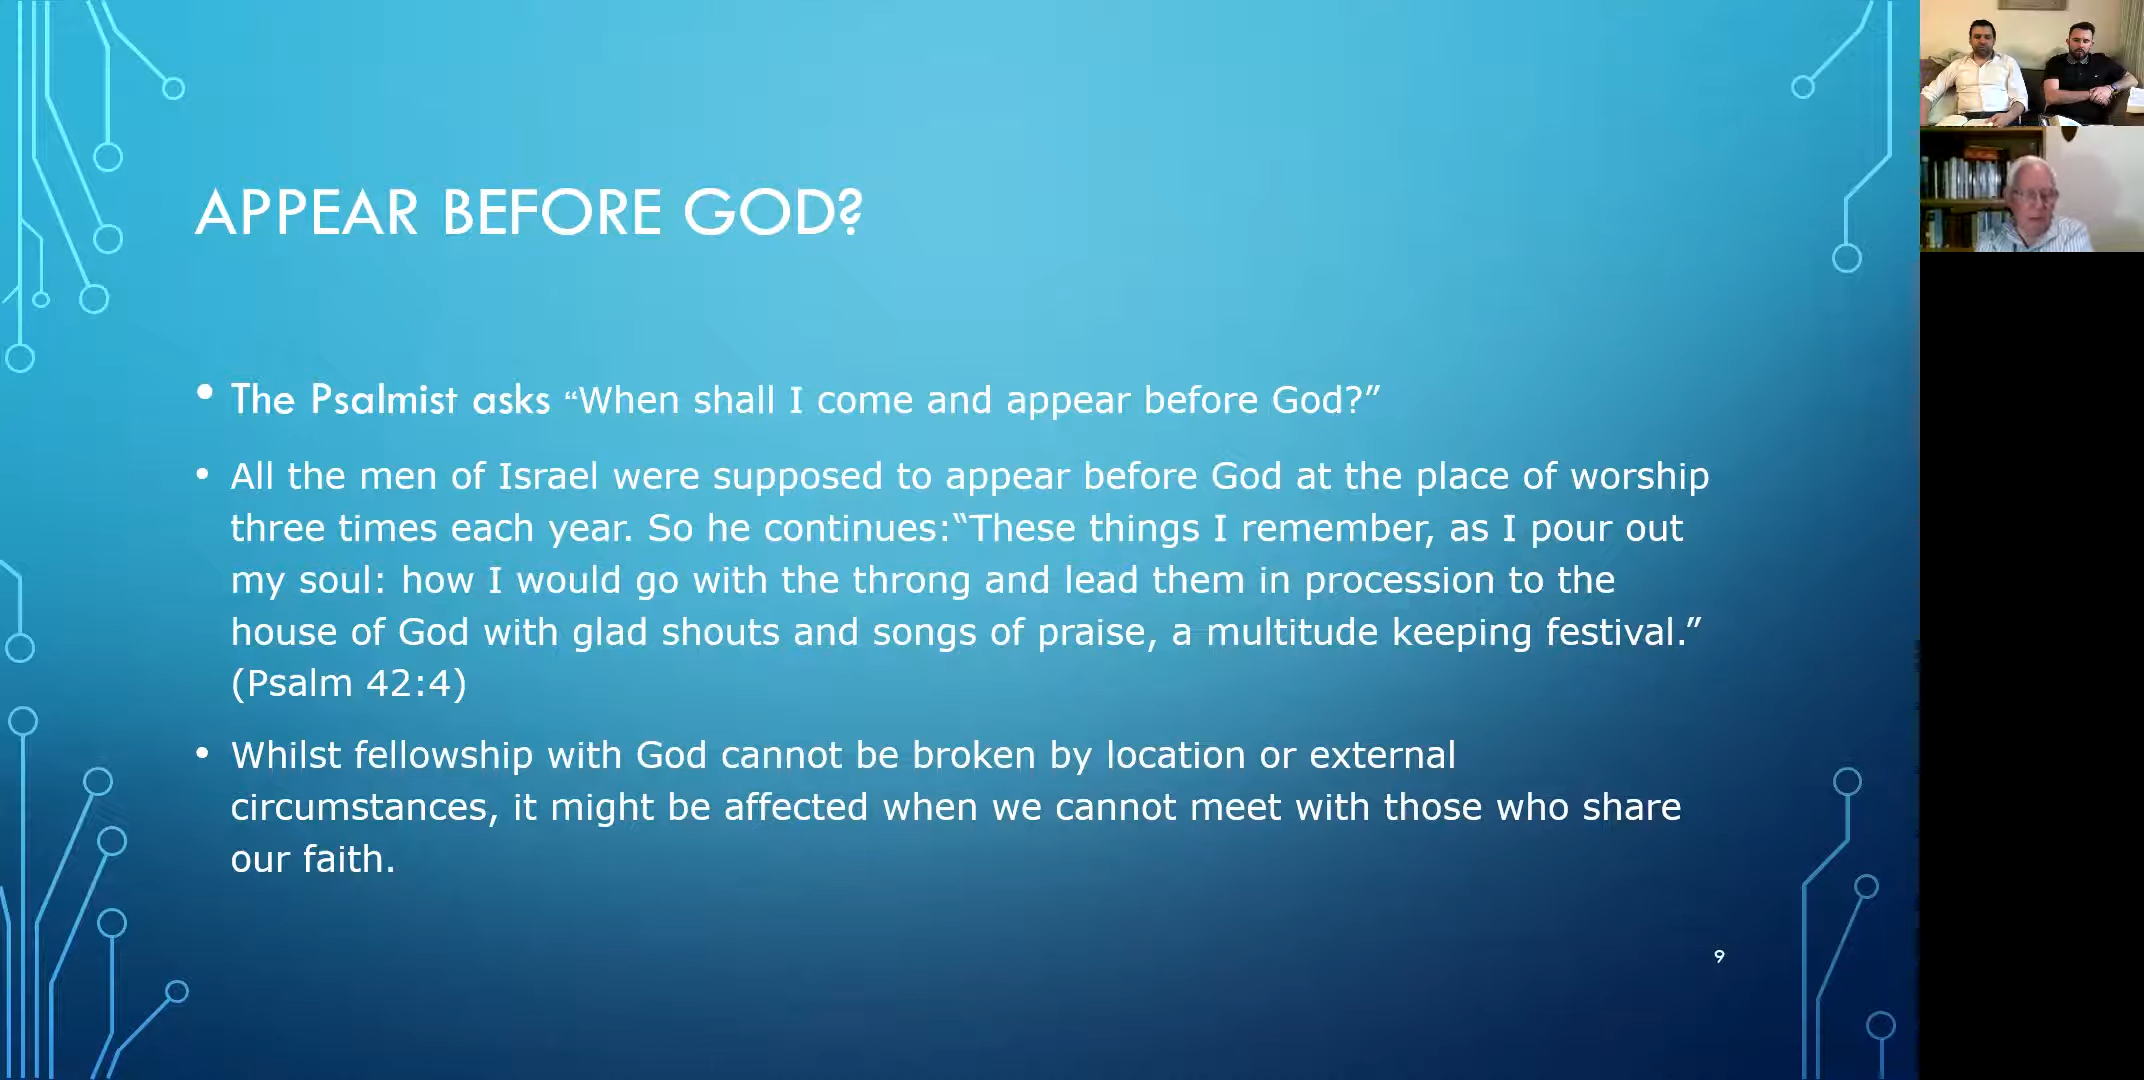 APPEAR BEFORE GOD?
• The Psalmist asks “When shall I come and appear before God?”
• All the men of Israel were supposed to appear before God at the place of worship
three times each year. So he continues:“These things I remember, as I pour out
my soul: how I would go with the throng and lead them in procession to the
house of God with glad shouts and songs of praise, a multitude keeping festival.”
(Psalm 42:4)
• Whilst fellowship with God cannot be broken by location or external
circumstances, it might be affected when we cannot meet with those who share
our faith.
9